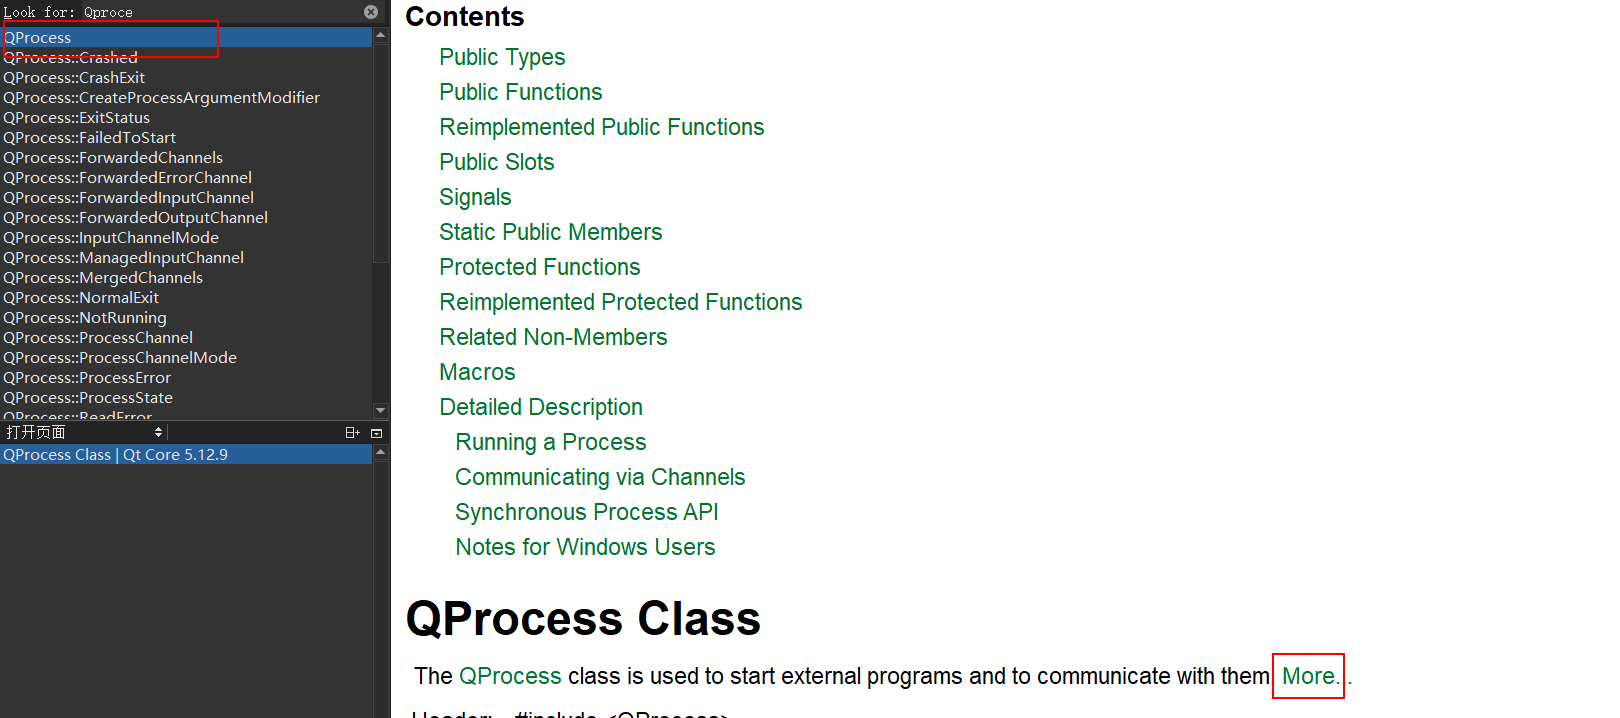 Look for: Qproce
QProcess
QProcess::Crashed
QProcess::CrashExit
QProcess::CreateProcessArgumentModifier
QProcess::ExitStatus
QProcess::FailedToStart
QProcess::ForwardedChannels
QProcess::ForwardedErrorChannel
QProcess::ForwardedInputChannel
QProcess::ForwardedOutputChannel
QProcess::InputChannelMode
QProcess::ManagedInputChannel
QProcess::MergedChannels
QProcess::NormalExit
QProcess::NotRunning
QProcess::ProcessChannel
QProcess::ProcessChannelMode
QProcess::ProcessError
QProcess::ProcessState
QProcess::ReadError
打开页面
QProcess Class | Qt Core 5.12.9
Contents
Public Types
Public Functions
Reimplemented Public Functions
Public Slots
Signals
Static Public Members
Protected Functions
Reimplemented Protected Functions
Related Non-Members
Macros
Detailed Description
Running a Process
Communicating via Channels
Synchronous Process API
Notes for Windows Users
QProcess Class
The QProcess class is used to start external programs and to communicate with them. More...
Header: #include <QProcess>